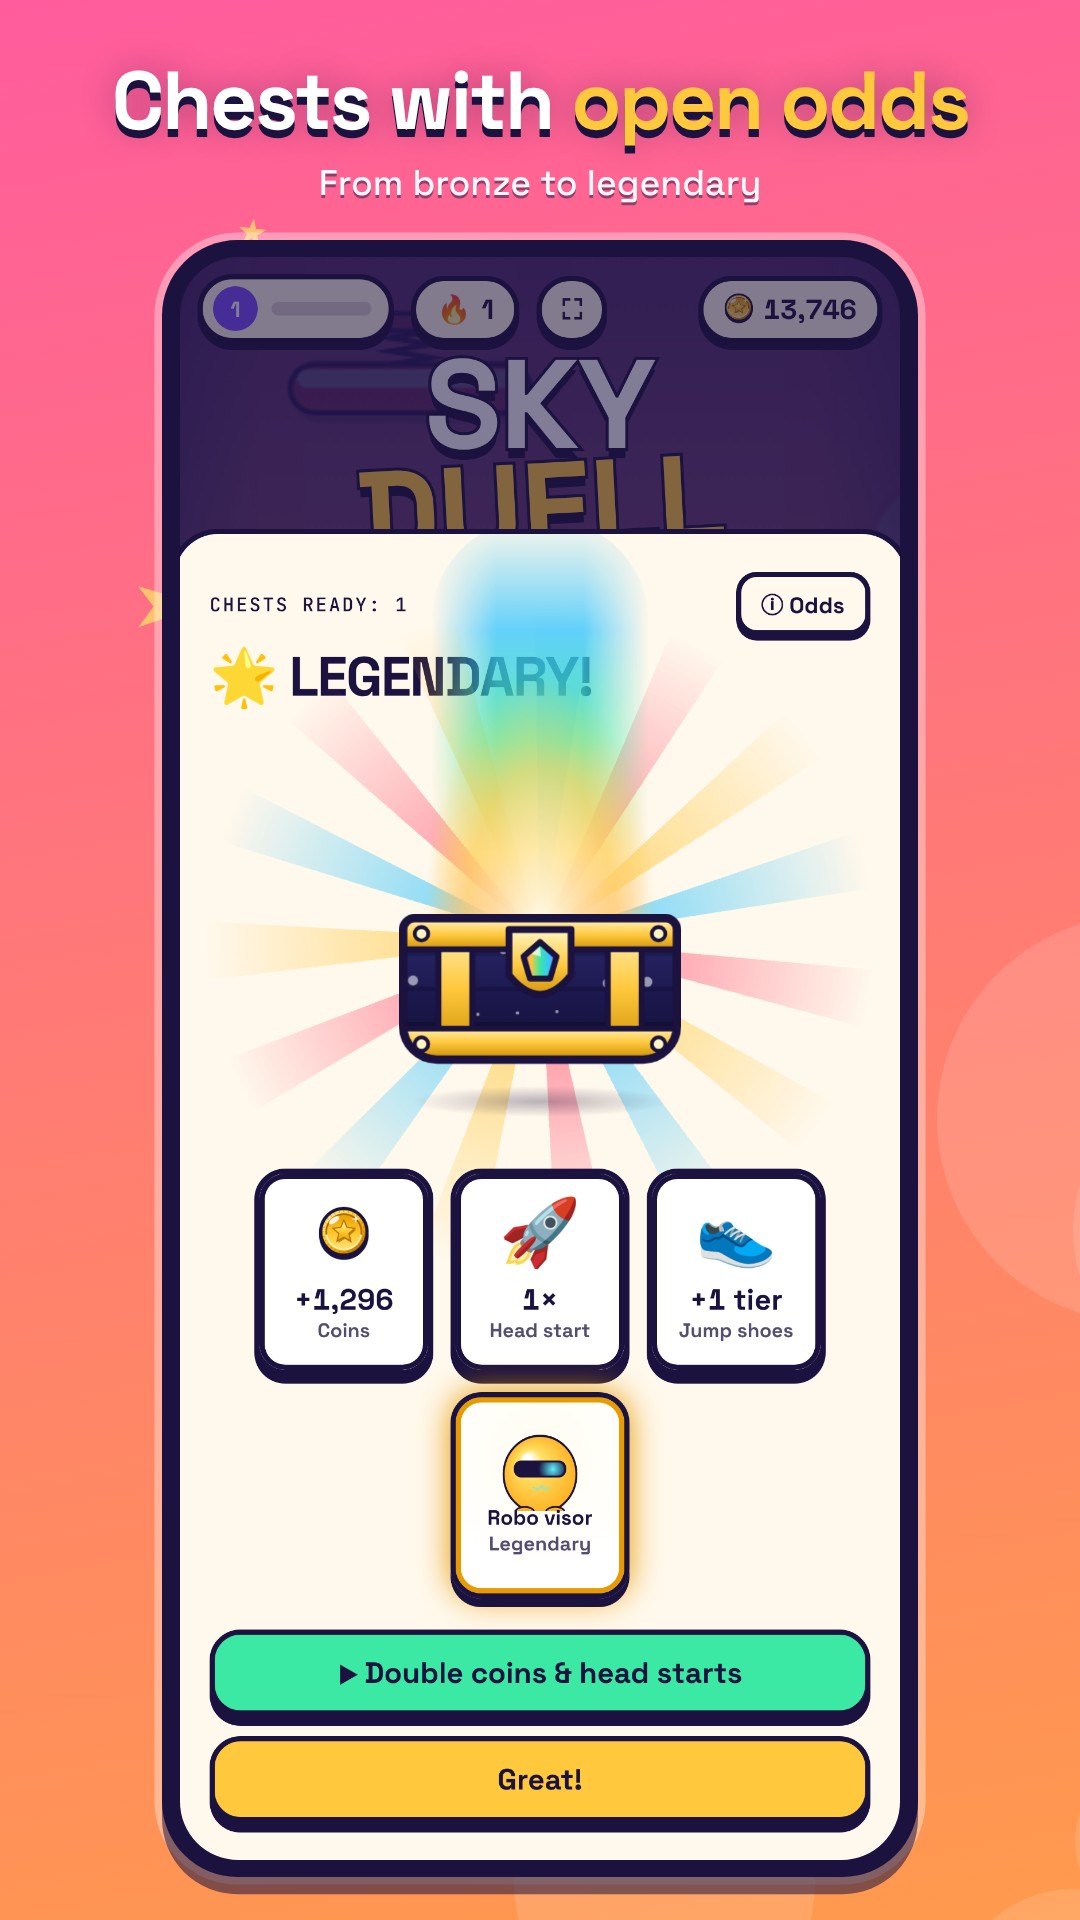 Chests with open odds
From bronze to legendary
1
🔥 1
13,746
SKY
DUELL
CHESTS READY: 1
ⓘ Odds
🌟 LEGENDARY!
+1,296
Coins
1×
Head start
+1 tier
Jump shoes
Robo visor
Legendary
▶ Double coins & head starts
Great!